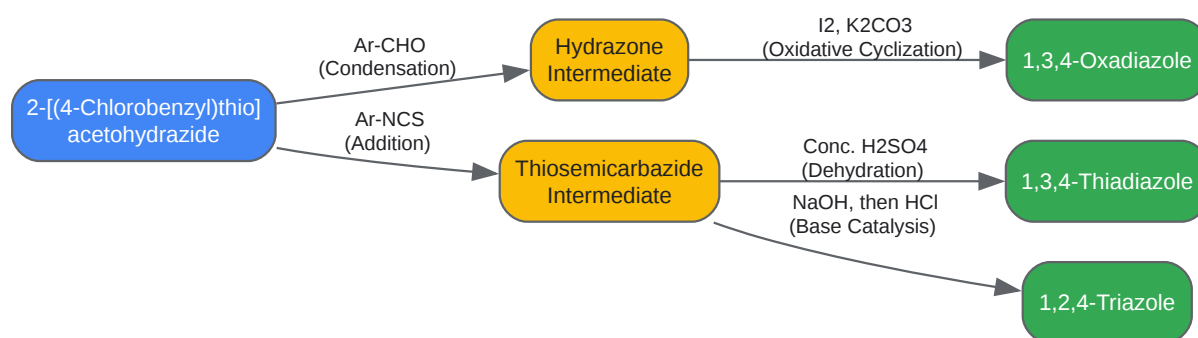 2-[(4-Chlorobenzyl)thio]
acetohydrazide
Ar-CHO
(Condensation)
Ar-NCS
(Addition)
Hydrazone
Intermediate
Thiosemicarbazide
Intermediate
I2, K2CO3
(Oxidative Cyclization)
Conc. H2SO4
(Dehydration)
NaOH, then HCl
(Base Catalysis)
1,3,4-Oxadiazole
1,3,4-Thiadiazole
1,2,4-Triazole